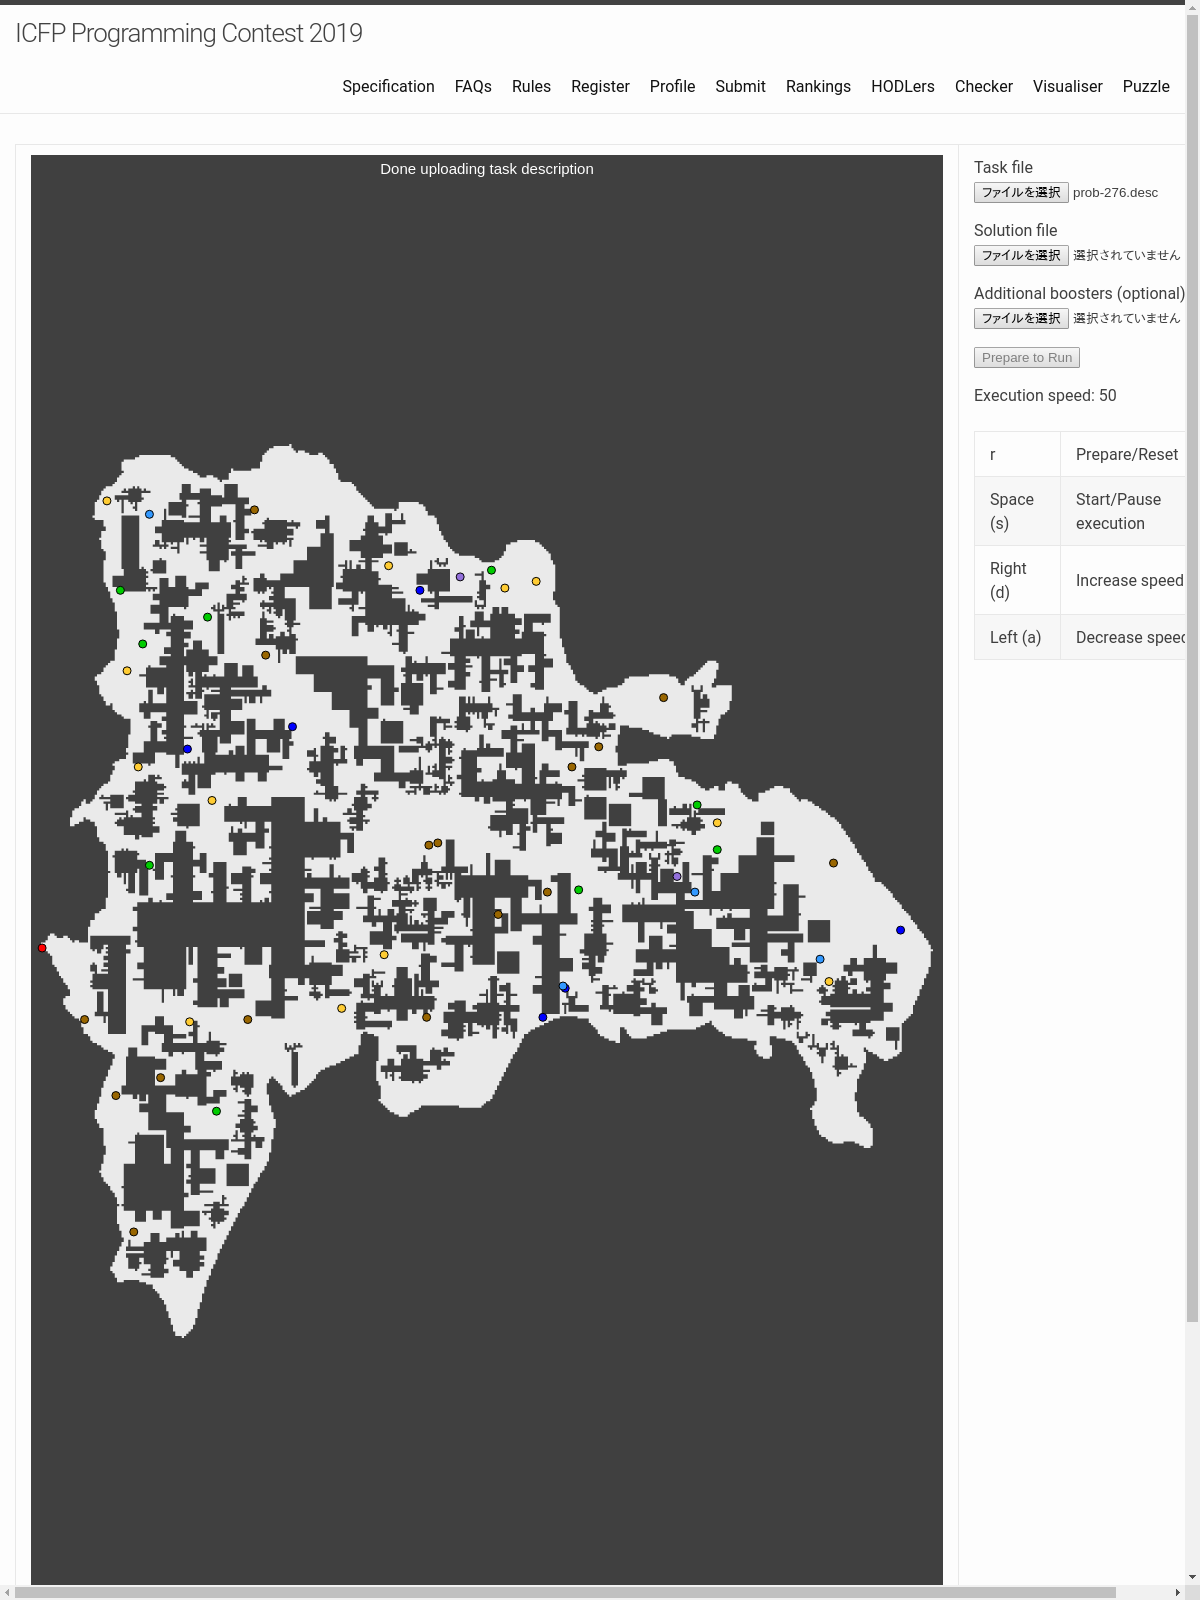 ICFP Programming Contest 2019
Specification FAQs Rules Register Profile Submit Rankings HODLers Checker Visualiser Puzzle
Done uploading task description
Task file
ファイルを選択 prob-276.desc
Solution file
ファイルを選択 選択されていません
Additional boosters (optional)
ファイルを選択 選択されていません
Prepare to Run
Execution speed: 50
r Prepare/Reset
Space (s) Start/Pause execution
Right (d) Increase speed
Left (a) Decrease speed